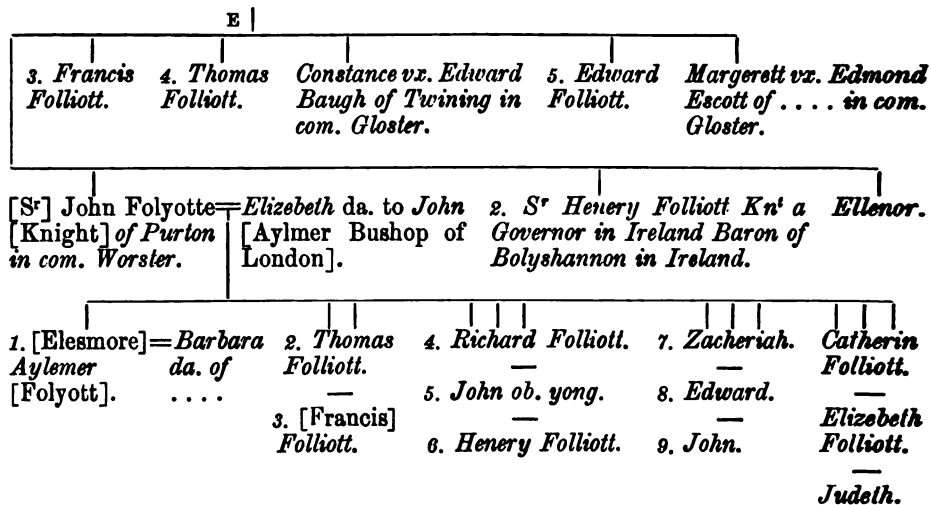 E
3. Francis Folliott.
4. Thomas Folliott.
Constance vx. Edward
Baugh of Twining in
com. Gloster.
5. Edward
Folliott.
Margerett vx. Edmond
Escott of .... in com.
Gloster.
[Sʳ] John Folyotte=
[Knight] of Purton
in com. Worster.
Elizebeth da. to John
[Aylmer Bushop of
London].
2. Sʳ Henery Folliott Knᵗ a
Governor in Ireland Baron of
Bolyshannon in Ireland.
Ellenor.
1. [Elesmore]=
Aylemer
[Folyott].
Barbara
da. of
....
2. Thomas
Folliott.
—
3. [Francis]
Folliott.
4. Richard Folliott.
—
5. John ob. yong.
—
6. Henery Folliott.
7. Zacheriah.
—
8. Edward.
—
9. John.
Catherin
Folliott.
—
Elizebeth
Folliott.
—
Judeth.